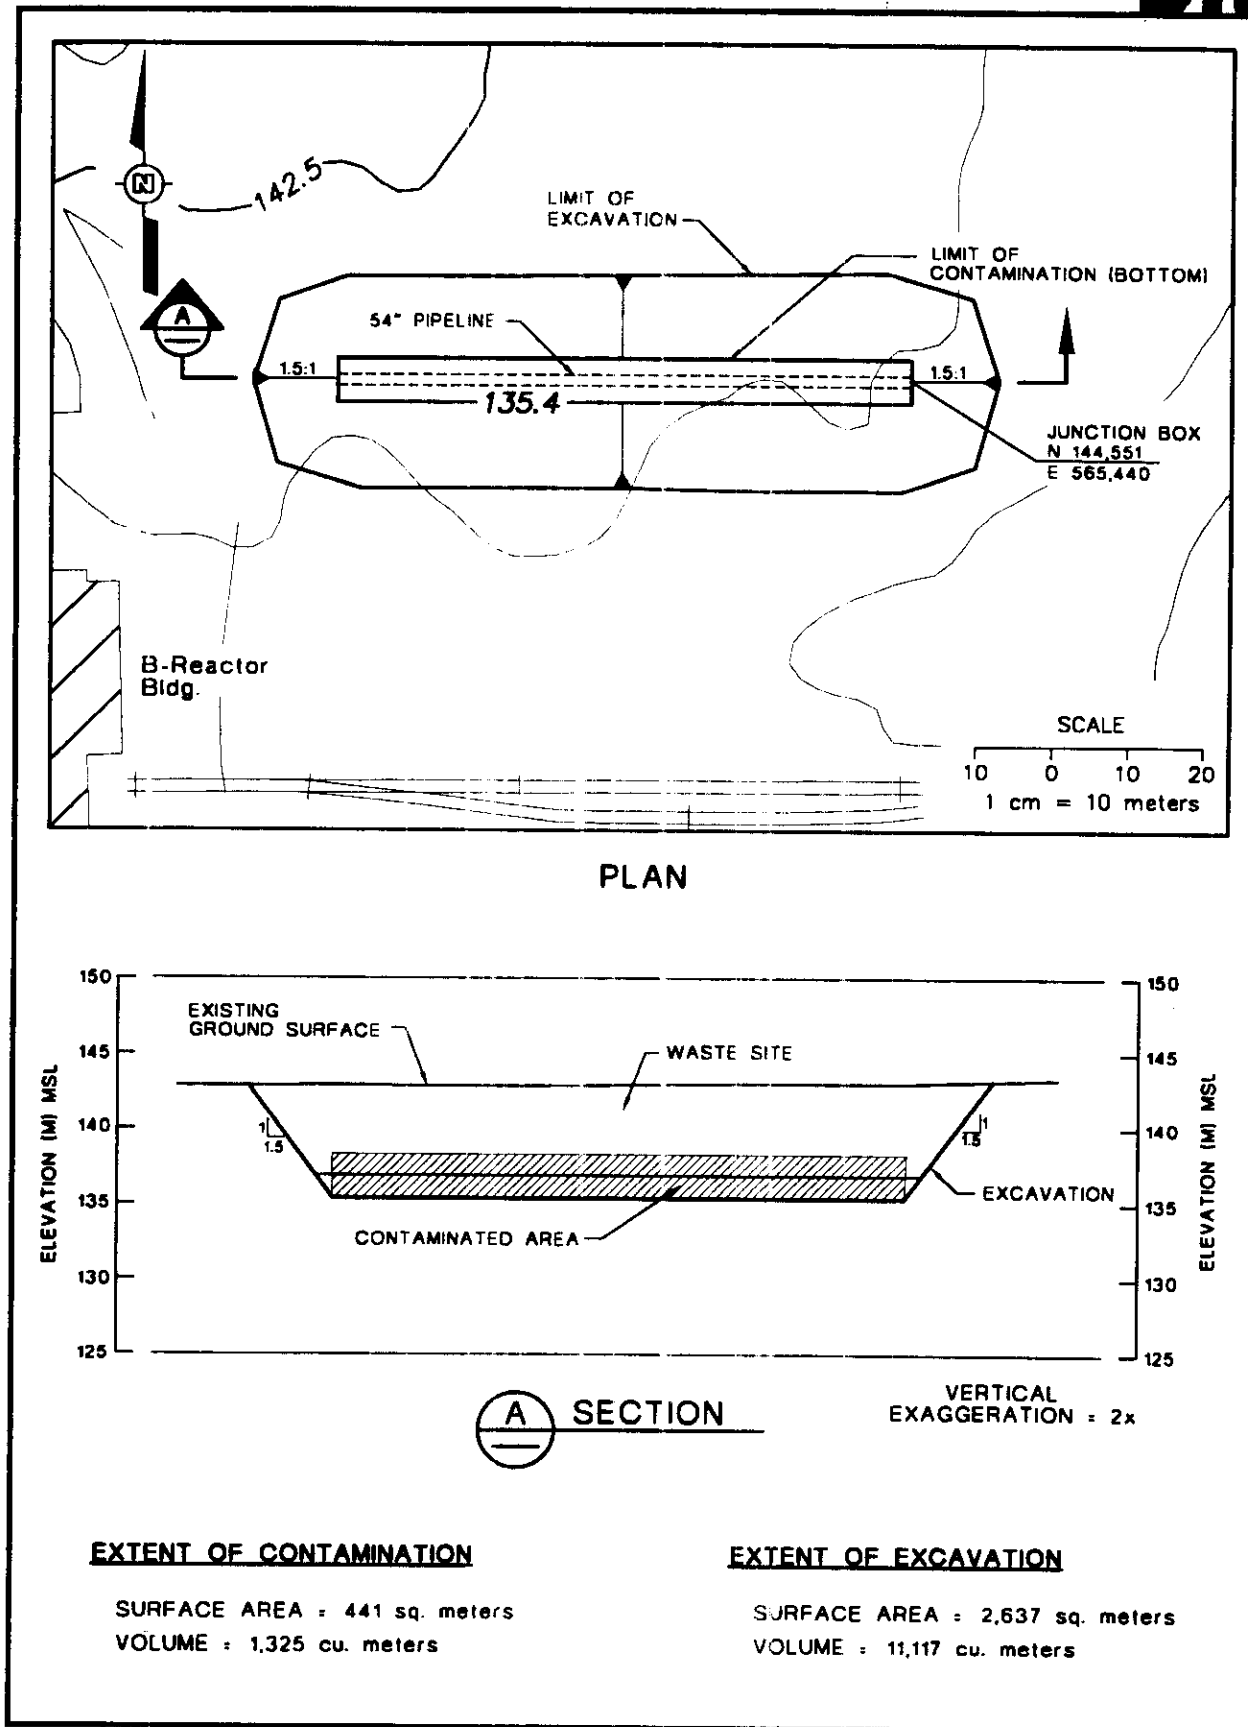 N
142.5
LIMIT OF
EXCAVATION
LIMIT OF
CONTAMINATION (BOTTOM)
A
54" PIPELINE
1.5:1
1.5:1
135.4
JUNCTION BOX
N 144,551
E 565,440
B-Reactor
Bldg.
SCALE
10 0 10 20
1 cm = 10 meters
PLAN
150
145
140
135
130
125
ELEVATION (M) MSL
EXISTING
GROUND SURFACE
WASTE SITE
1
1.5
1
1.5
EXCAVATION
CONTAMINATED AREA
150
145
140
135
130
125
ELEVATION (M) MSL
A SECTION
VERTICAL
EXAGGERATION = 2x
EXTENT OF CONTAMINATION
SURFACE AREA = 441 sq. meters
VOLUME = 1,325 cu. meters
EXTENT OF EXCAVATION
SURFACE AREA = 2,637 sq. meters
VOLUME = 11,117 cu. meters